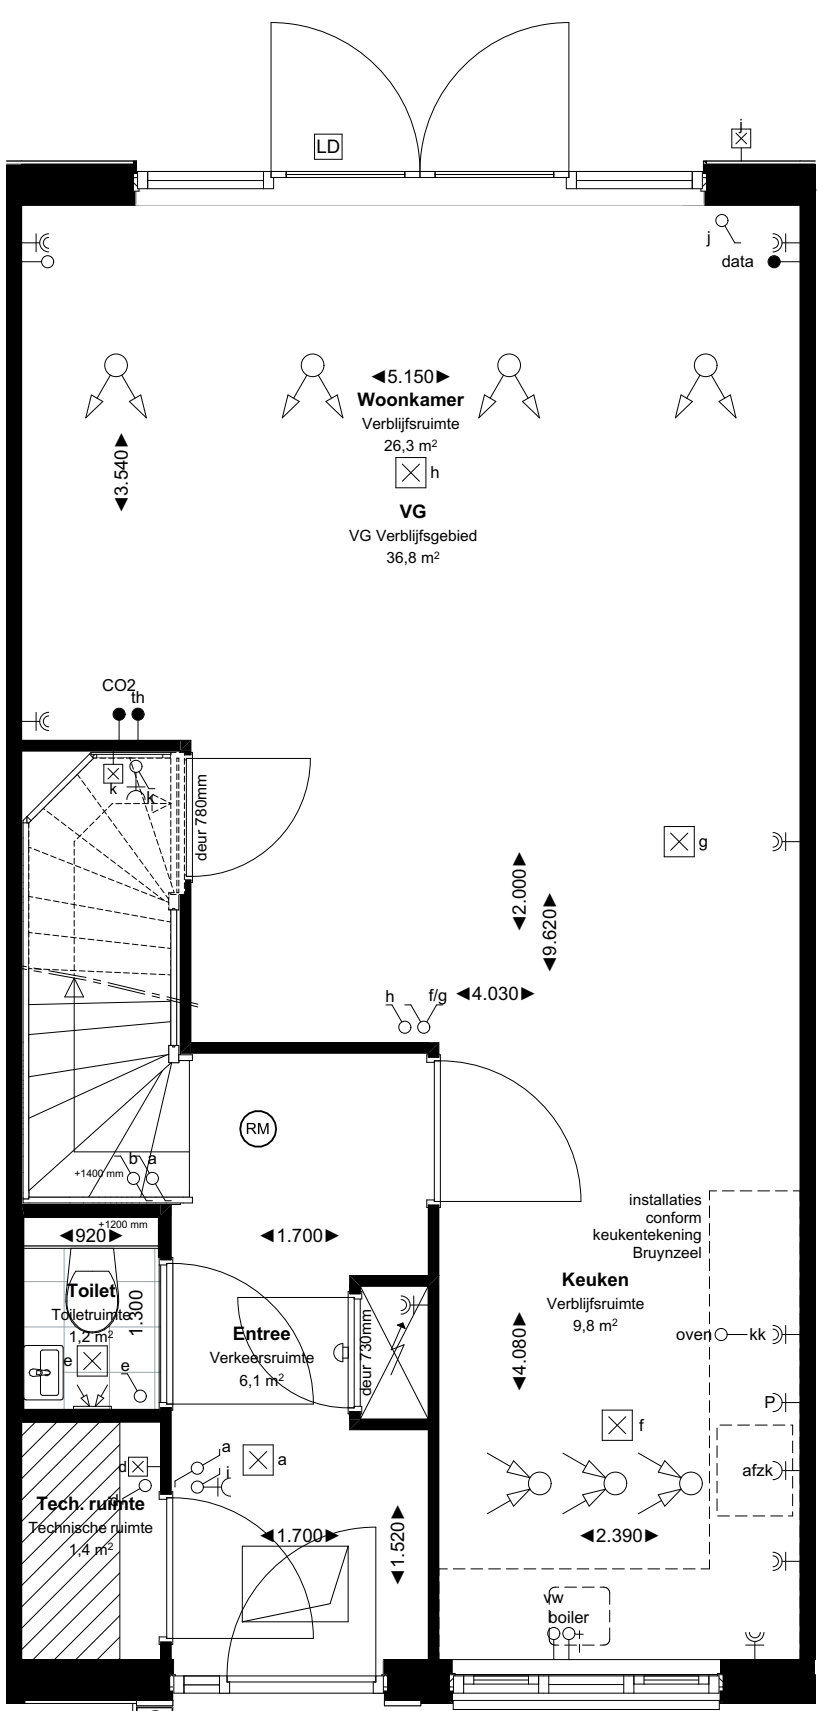 LD
j
j
data
5.150
Woonkamer
Verblijfsruimte
26,3 m²
3.540
h
VG
VG Verblijfsgebied
36,8 m²
CO2
th
k
k
deur 780mm
g
2.000
9.620
h
f/g
4.030
RM
b
a
+1400 mm
+1200 mm
920
1.700
installaties
conform
keukentekening
Bruynzeel
Toilet
Toiletruimte
1,2 m²
1.300
e
e
Entree
Verkeersruimte
6,1 m²
deur 730mm
Keuken
Verblijfsruimte
9,8 m²
4.080
oven
kk
P
f
afzk
a
a
i
d
d
Tech. ruimte
Technische ruimte
1,4 m²
1.700
1.520
2.390
vw
boiler